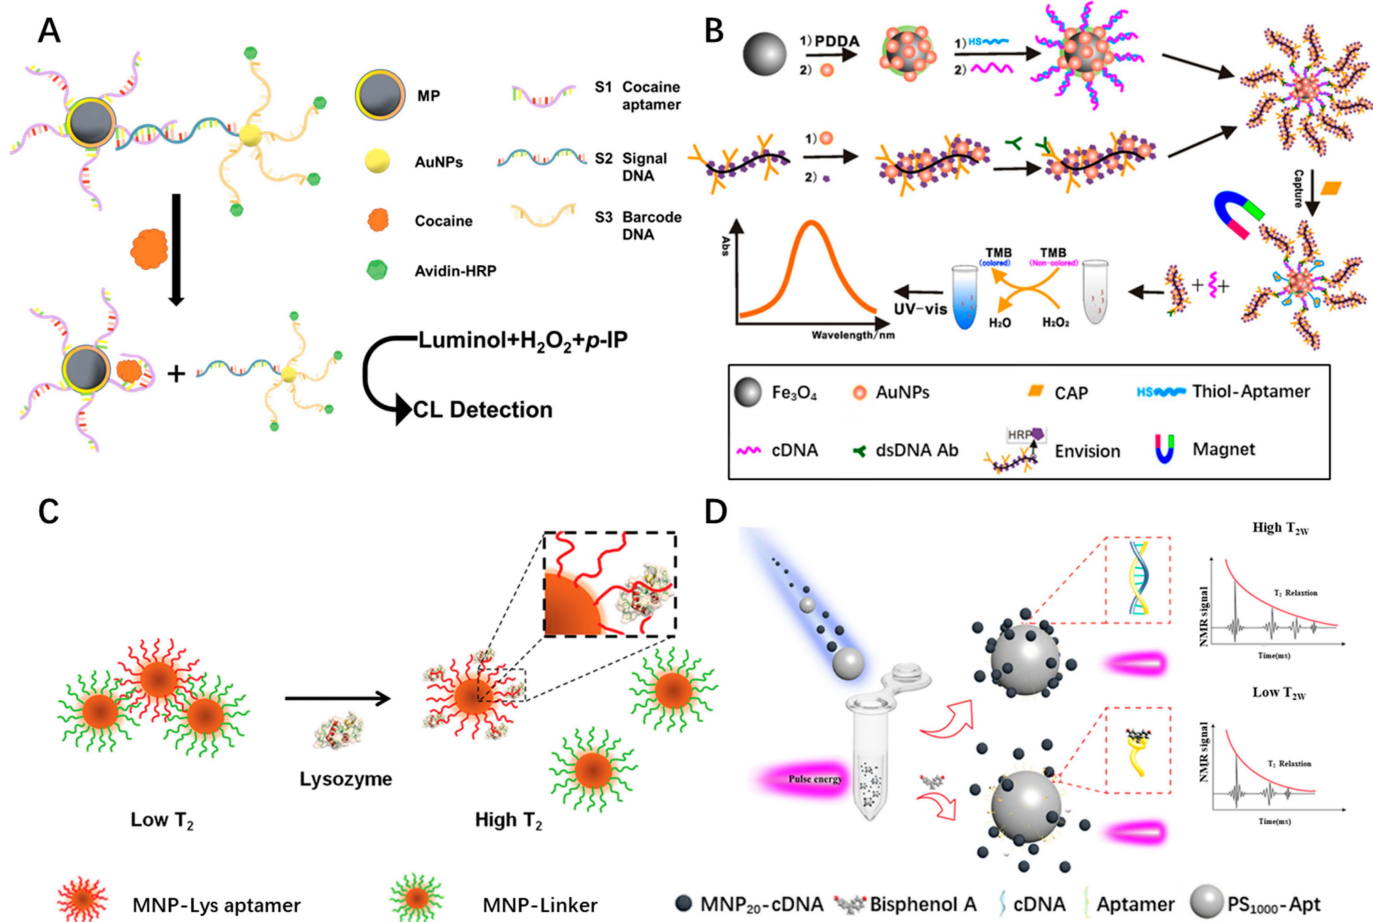 A
MP
AuNPs
Cocaine
Avidin-HRP
S1 Cocaine
aptamer
S2 Signal
DNA
S3 Barcode
DNA
+
Luminol+H₂O₂+p-IP
CL Detection
B
1) PDDA
2)
1) HS
2)
1)
2)
Capture
Abs
Wavelength/nm
UV-vis
TMB
(colored)
TMB
(Non-colored)
H₂O
H₂O₂
+ +
Fe₃O₄
AuNPs
CAP
HS Thiol-Aptamer
cDNA
dsDNA Ab
HRP
Envision
Magnet
C
Lysozyme
Low T₂
High T₂
MNP-Lys aptamer
MNP-Linker
D
Pulse energy
High T₂W
NMR signal
T₂ Relaxtion
Time(ms)
Low T₂W
NMR signal
T₂ Relaxtion
Time(ms)
MNP₂₀-cDNA
Bisphenol A
cDNA
Aptamer
PS₁₀₀₀-Apt